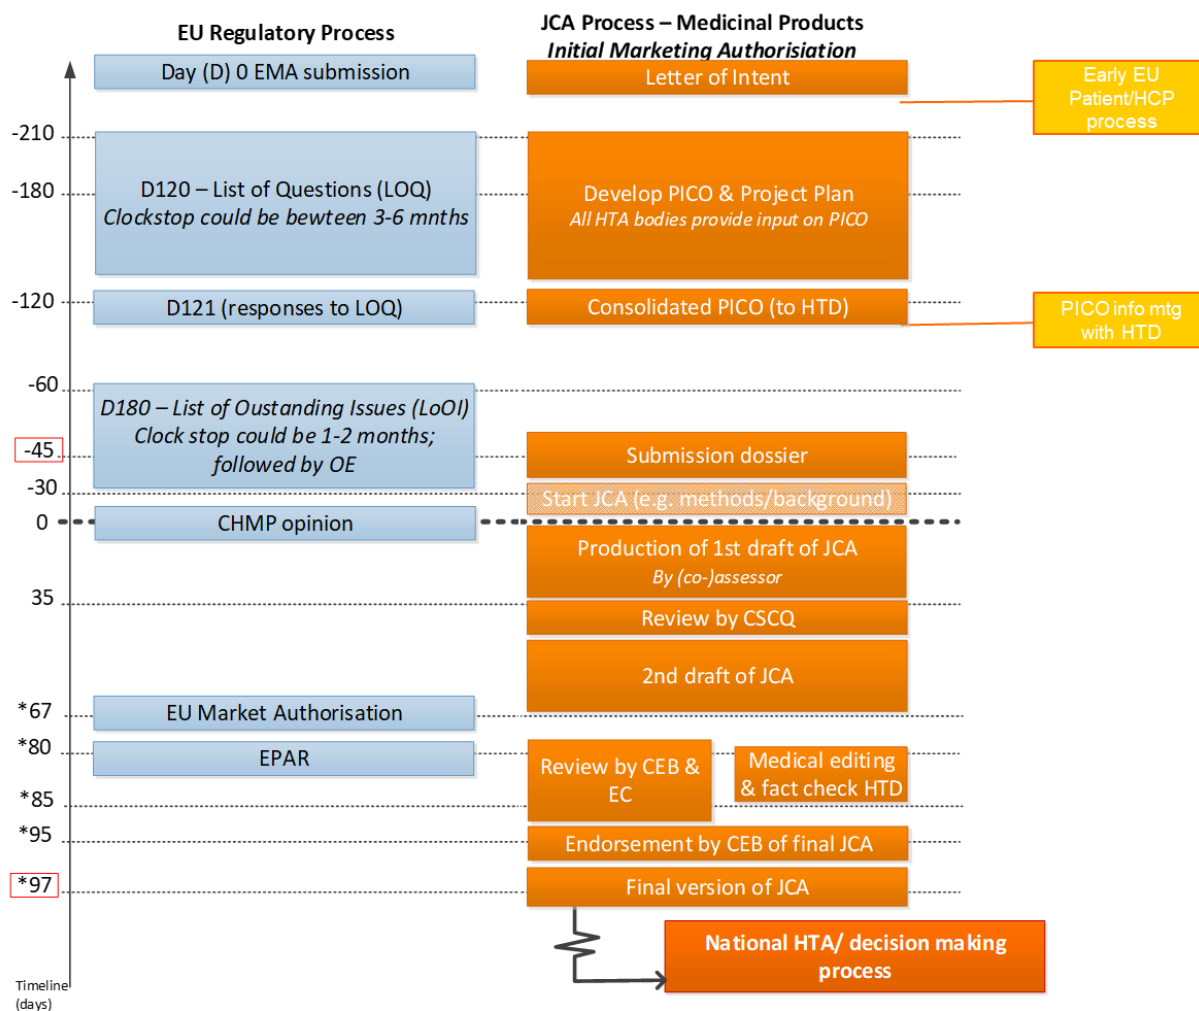 EU Regulatory Process
JCA Process – Medicinal Products
Initial Marketing Authorisiation
Day (D) 0 EMA submission
Letter of Intent
Early EU
Patient/HCP
process
-210
-180
D120 – List of Questions (LOQ)
Clockstop could be bewteen 3-6 mnths
Develop PICO & Project Plan
All HTA bodies provide input on PICO
-120
D121 (responses to LOQ)
Consolidated PICO (to HTD)
PICO info mtg
with HTD
-60
D180 – List of Oustanding Issues (LoOI)
Clock stop could be 1-2 months;
followed by OE
-45
Submission dossier
-30
Start JCA (e.g. methods/background)
0
CHMP opinion
Production of 1st draft of JCA
By (co-)assessor
35
Review by CSCQ
2nd draft of JCA
*67
EU Market Authorisation
*80
EPAR
Review by CEB &
EC
Medical editing
& fact check HTD
*85
*95
Endorsement by CEB of final JCA
*97
Final version of JCA
National HTA/ decision making
process
Timeline
(days)